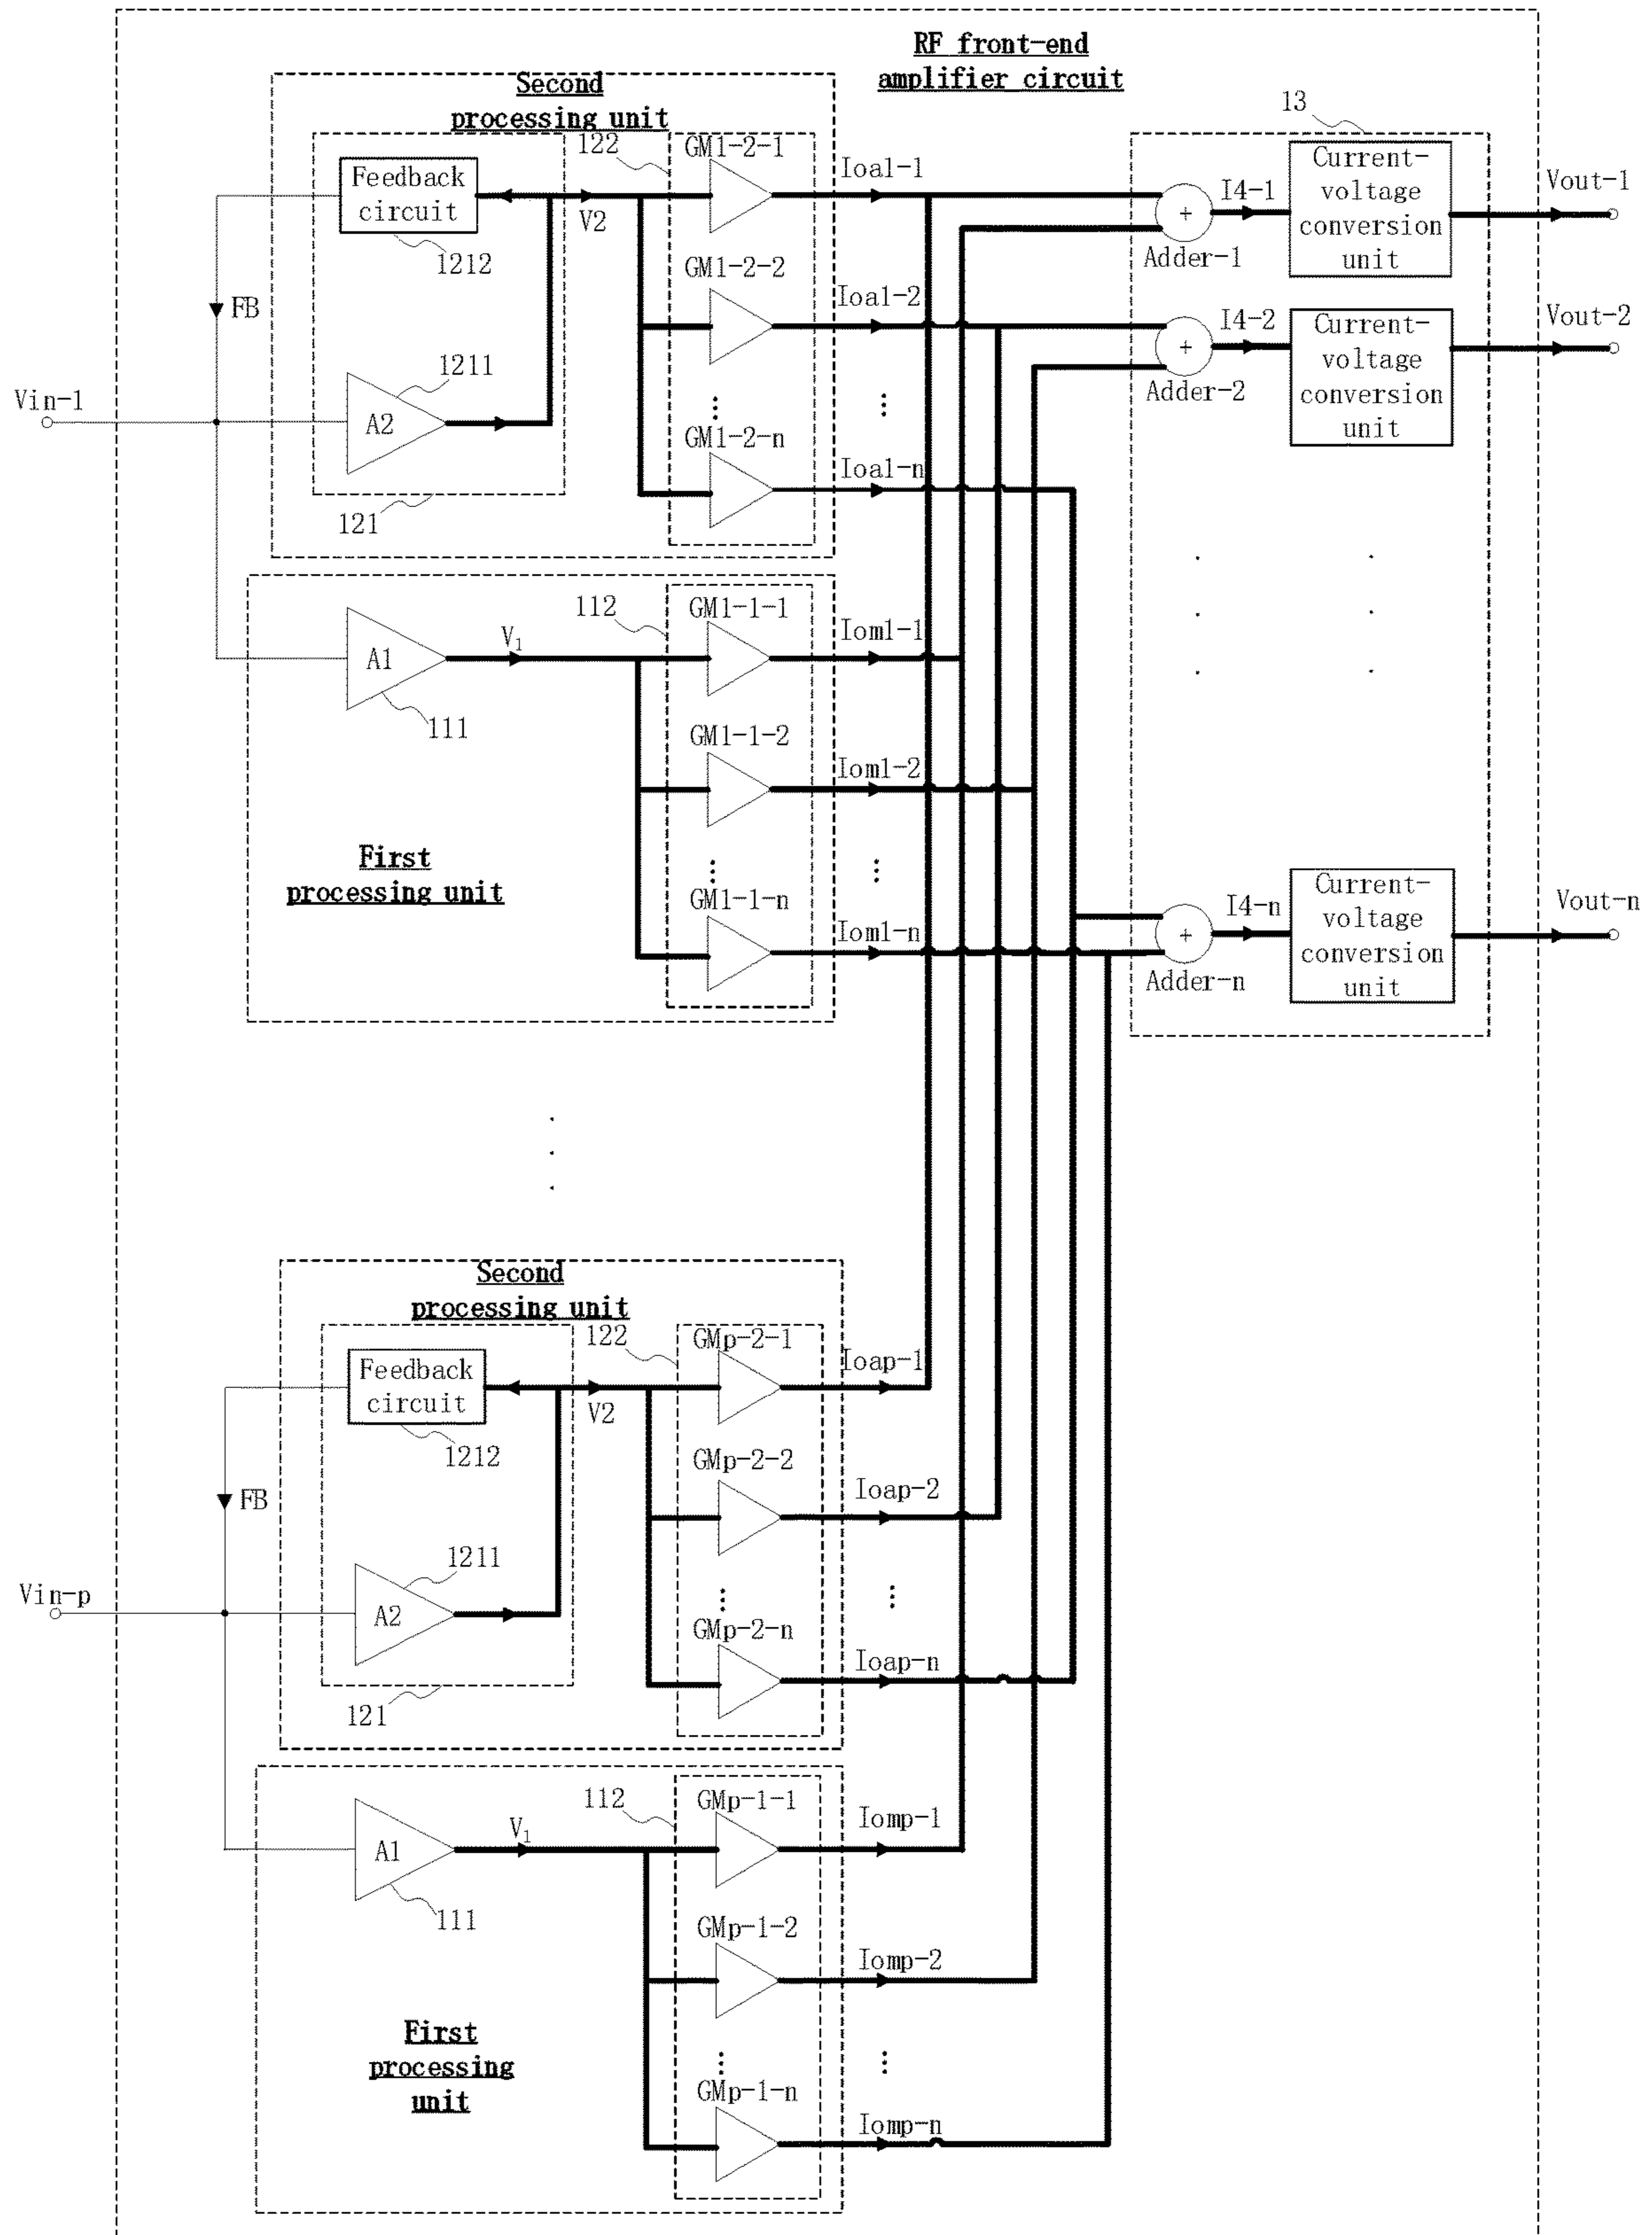 RF front-end
amplifier circuit
Second
processing unit
122
GM1-2-1
Feedback
circuit
1212
V2
FB
GM1-2-2
1211
A2
GM1-2-n
121
Vin-1
Ioa1-1
Ioa1-2
Ioa1-n
13
Adder-1
+
I4-1
Current-
voltage
conversion
unit
Vout-1
Adder-2
+
I4-2
Current-
voltage
conversion
unit
Vout-2
112
GM1-1-1
A1
V1
111
GM1-1-2
GM1-1-n
First
processing unit
Iom1-1
Iom1-2
Iom1-n
Adder-n
+
I4-n
Current-
voltage
conversion
unit
Vout-n
Second
processing unit
122
GMp-2-1
Feedback
circuit
1212
V2
FB
GMp-2-2
1211
A2
GMp-2-n
121
Vin-p
Ioap-1
Ioap-2
Ioap-n
112
GMp-1-1
A1
V1
111
GMp-1-2
GMp-1-n
First
processing
unit
Iomp-1
Iomp-2
Iomp-n